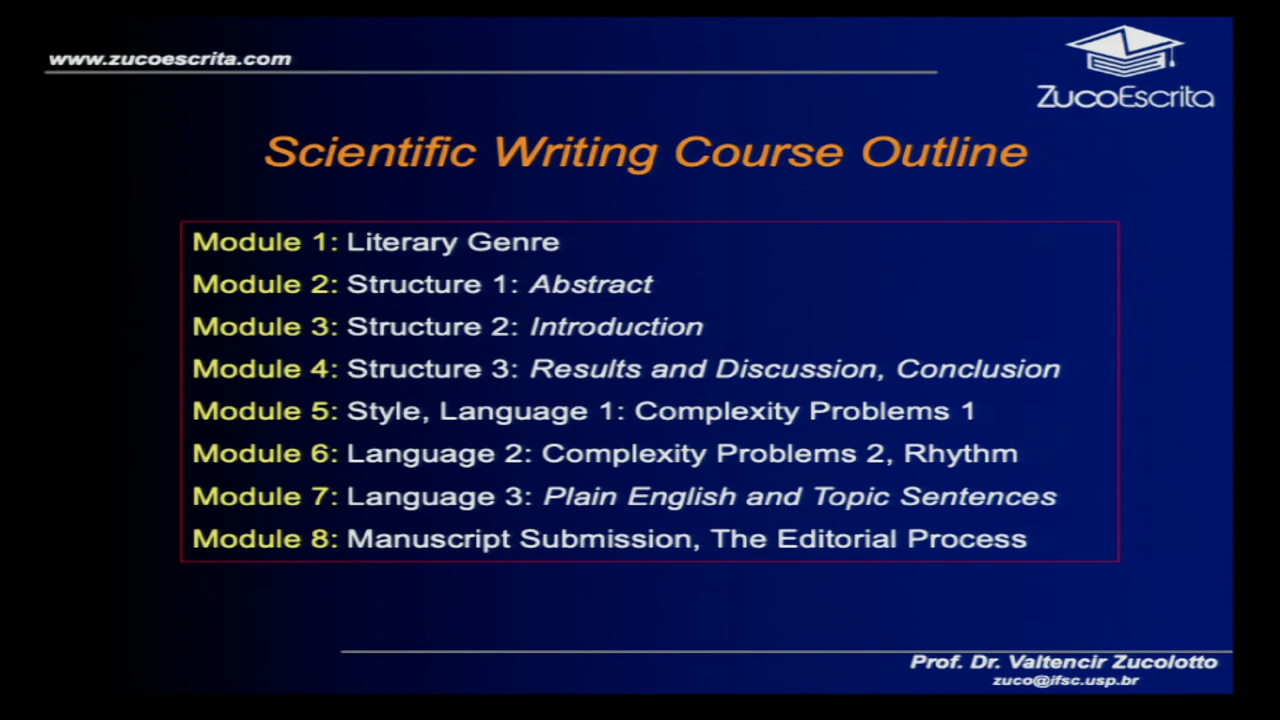 www.zucoescrita.com
ZucoEscrita
Scientific Writing Course Outline
Module 1: Literary Genre
Module 2: Structure 1: Abstract
Module 3: Structure 2: Introduction
Module 4: Structure 3: Results and Discussion, Conclusion
Module 5: Style, Language 1: Complexity Problems 1
Module 6: Language 2: Complexity Problems 2, Rhythm
Module 7: Language 3: Plain English and Topic Sentences
Module 8: Manuscript Submission, The Editorial Process
Prof. Dr. Valtencir Zucolotto
zuco@ifsc.usp.br